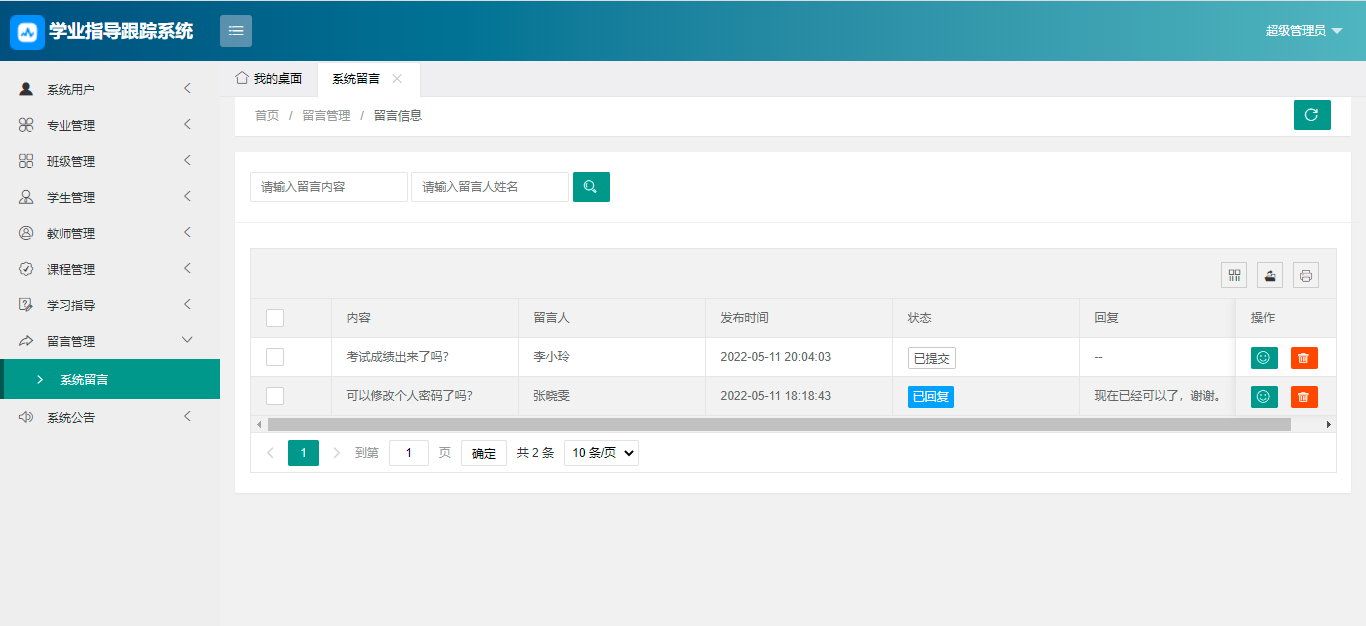 学业指导跟踪系统
超级管理员
系统用户
专业管理
班级管理
学生管理
教师管理
课程管理
学习指导
留言管理
系统留言
系统公告
我的桌面 系统留言
首页 / 留言管理 / 留言信息
请输入留言内容 请输入留言人姓名
内容 留言人 发布时间 状态 回复 操作
考试成绩出来了吗? 李小玲 2022-05-11 20:04:03 已提交 --
可以修改个人密码了吗? 张晓雯 2022-05-11 18:18:43 已回复 现在已经可以了，谢谢。
1 到第 1 页 确定 共 2 条 10 条/页